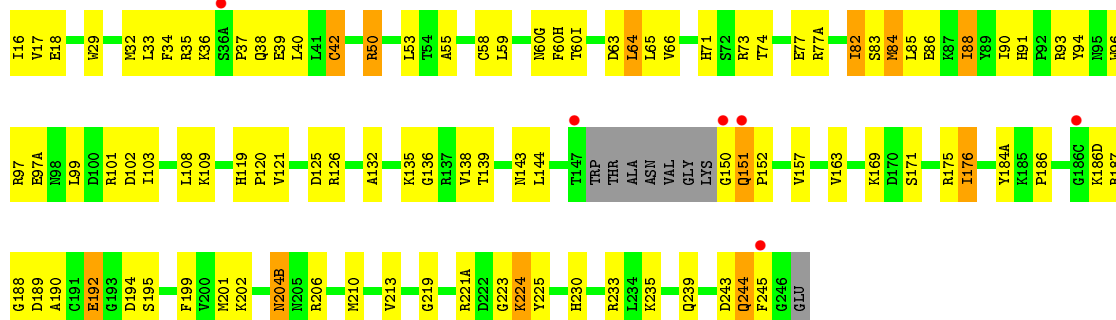 I16 V17 E18 W29 M32 L33 F34 R35 K36 S36A P37 Q38 E39 L40 L41 C42 R50 L53 T54 A55 C58 L59 N60G F60H T60I D63 L64 L65 V66 H71 S72 R73 T74 E77 R77A I82 S83 M84 L85 E86 K87 I88 Y89 I90 H91 P92 R93 Y94 N95 W96
R97 E97A N98 L99 D100 R101 D102 I103 L108 K109 H119 P120 V121 D125 R126 A132 K135 G136 R137 V138 T139 N143 L144 T147 TRP THR ALA ASN VAL GLY LYS G150 Q151 P152 V157 V163 K169 D170 S171 R175 I176 Y184A K185 P186 G186C K186D R187
G188 D189 A190 C191 E192 G193 D194 S195 F199 V200 M201 K202 N204B N205 R206 M210 V213 G219 R221A D222 G223 K224 Y225 H230 R233 L234 K235 Q239 D243 Q244 F245 G246 GLU